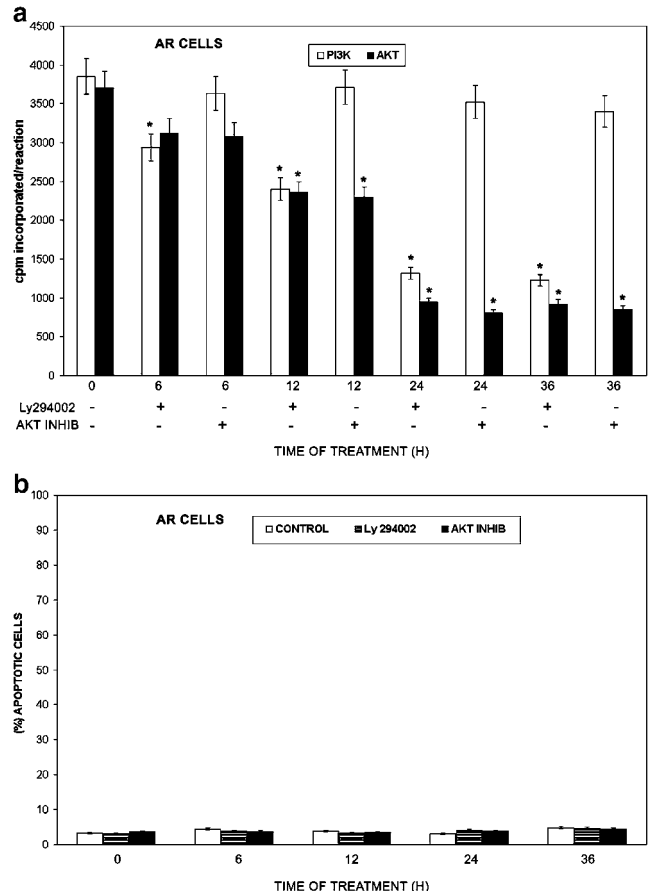 a
AR CELLS
PI3K AKT
cpm incorporated/reaction
4500
4000
3500
3000
2500
2000
1500
1000
500
0
* * * * * * * * * *
0 6 6 12 12 24 24 36 36
Ly294002 - + - + - + - + -
AKT INHIB - - + - + - + - +
TIME OF TREATMENT (H)
b
AR CELLS
CONTROL Ly 294002 AKT INHIB
(%) APOPTOTIC CELLS
100
90
80
70
60
50
40
30
20
10
0
0 6 12 24 36
TIME OF TREATMENT (H)